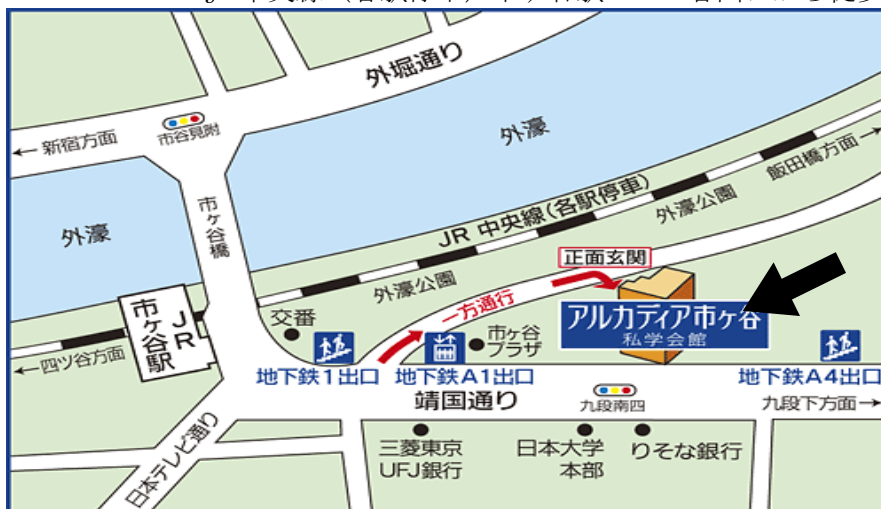 外堀通り
← 新宿方面
市谷見附
外濠
飯田橋方面 →
市ヶ谷橋
外濠
JR 中央線(各駅停車)
外濠公園
正面玄関
外濠公園
一方通行
アルカディア市ヶ谷
私学会館
交番
市ヶ谷
プラザ
JR
市ヶ谷駅
←四ツ谷方面
地下鉄1出口
地下鉄A1出口
地下鉄A4出口
靖国通り
九段南四
九段下方面→
日本テレビ通り
三菱東京
UFJ銀行
日本大学
本部
りそな銀行